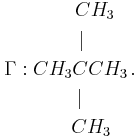 CH₃
|
Γ : CH₃CCH₃.
|
CH₃